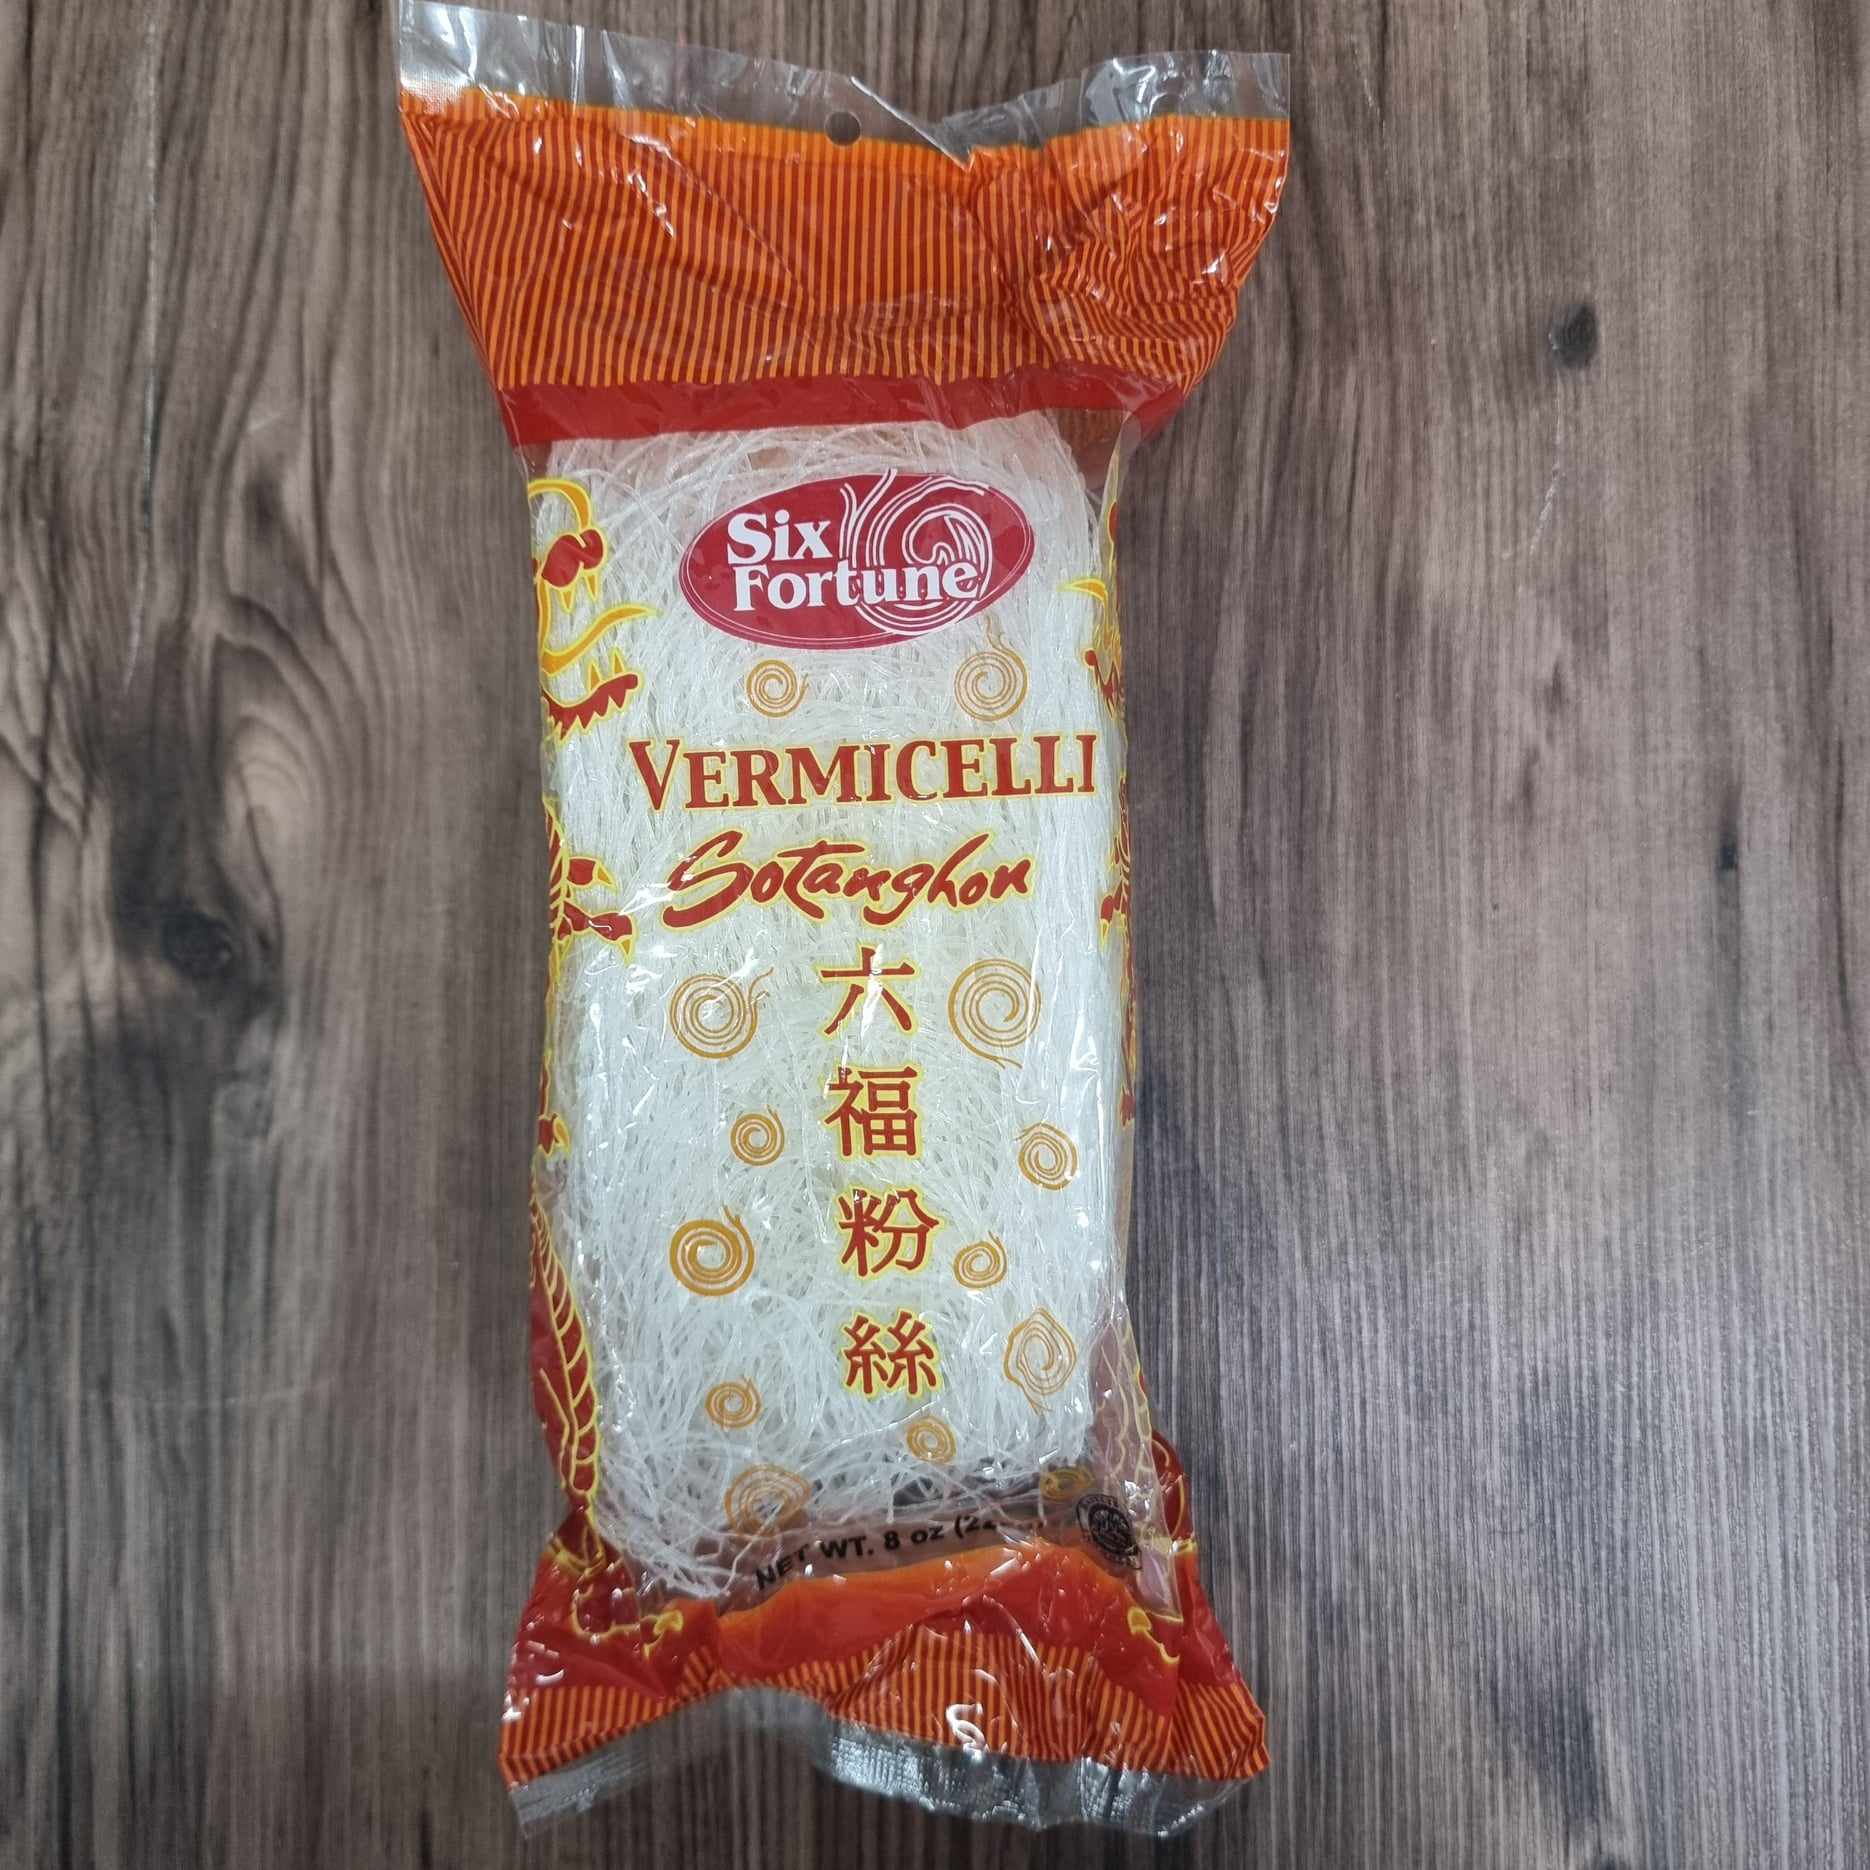 Six
Fortune
VERMICELLI
Sotanghon
六
福
粉
絲
NET WT. 8 oz